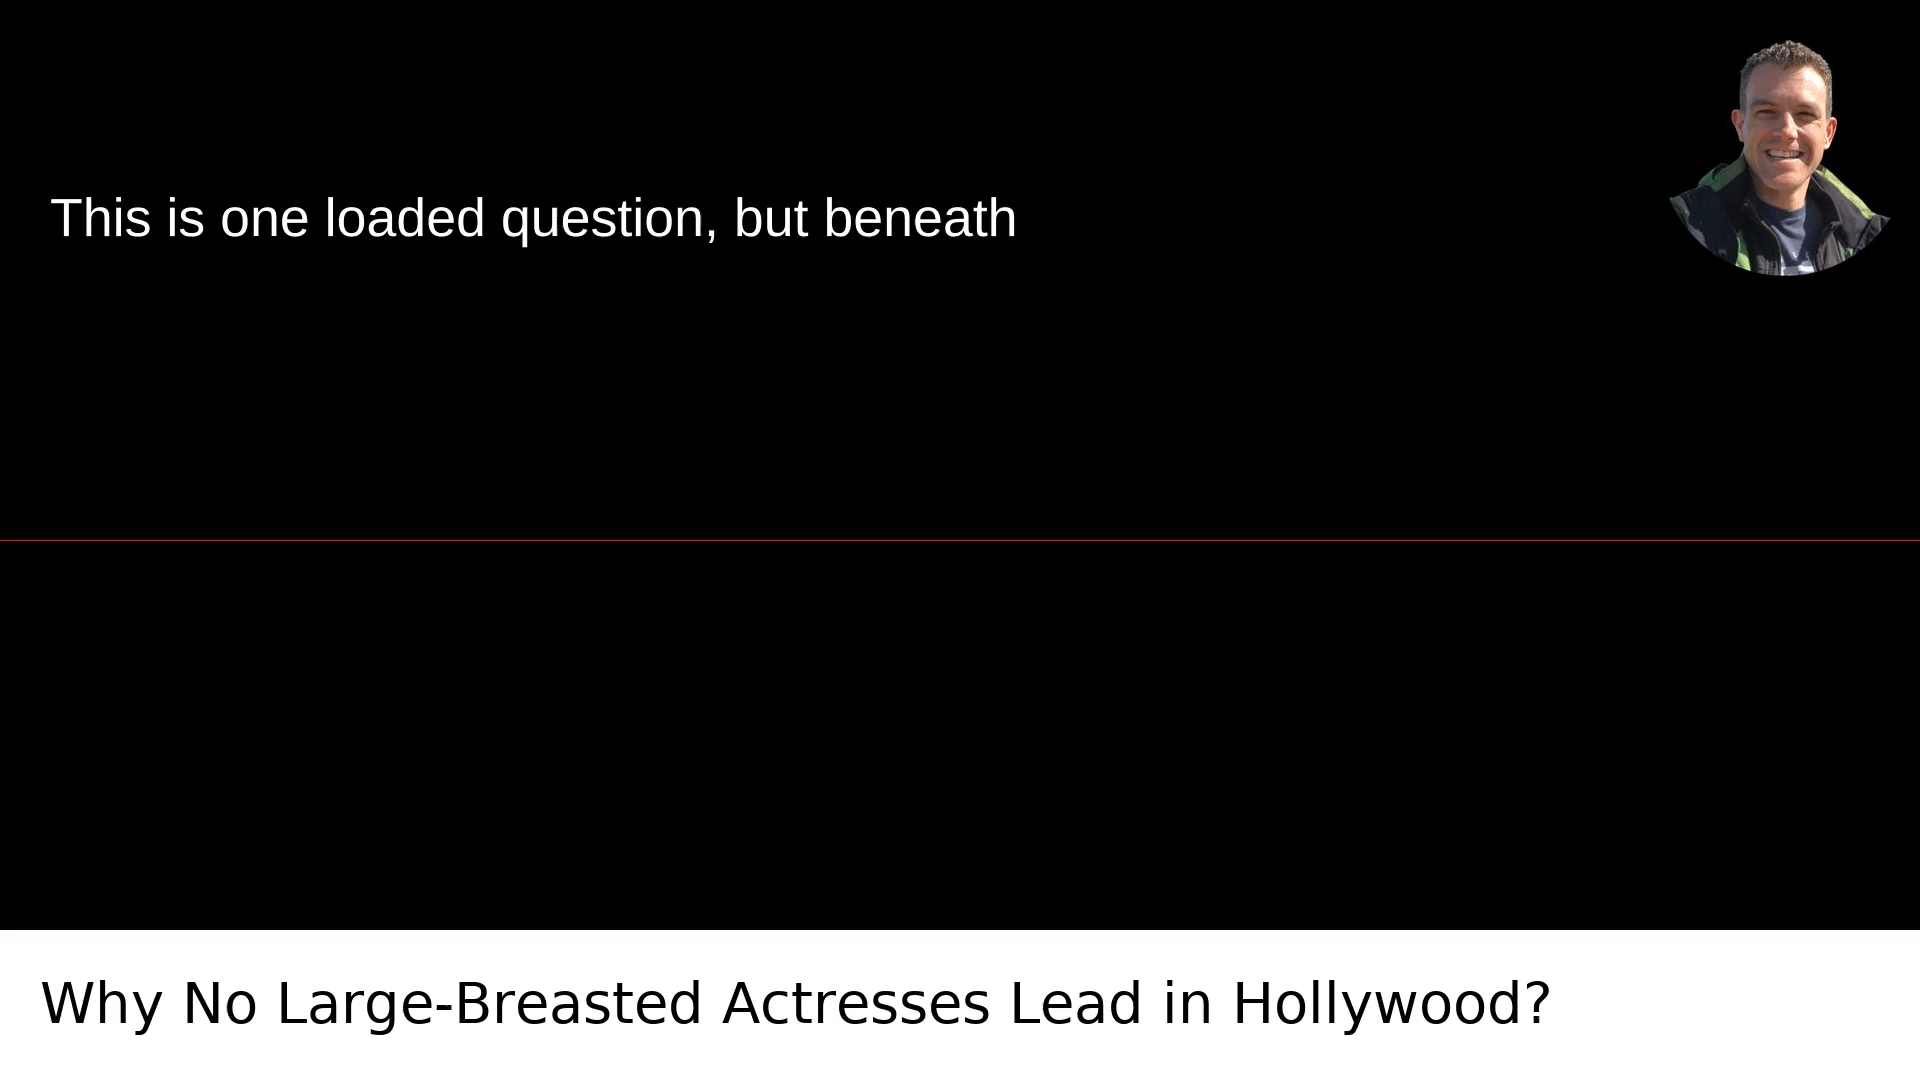 This is one loaded question, but beneath
Why No Large-Breasted Actresses Lead in Hollywood?